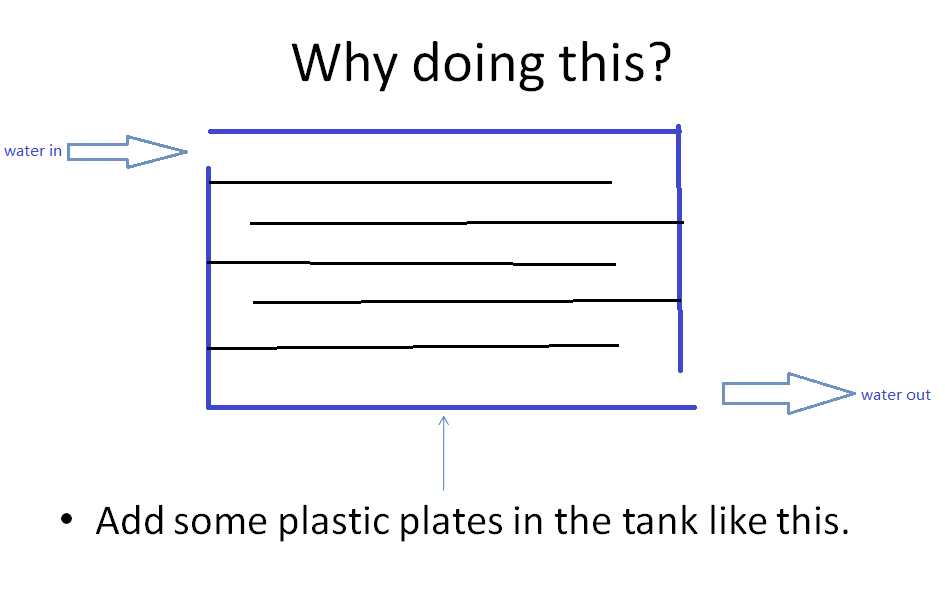 Why doing this?
water in
water out
• Add some plastic plates in the tank like this.